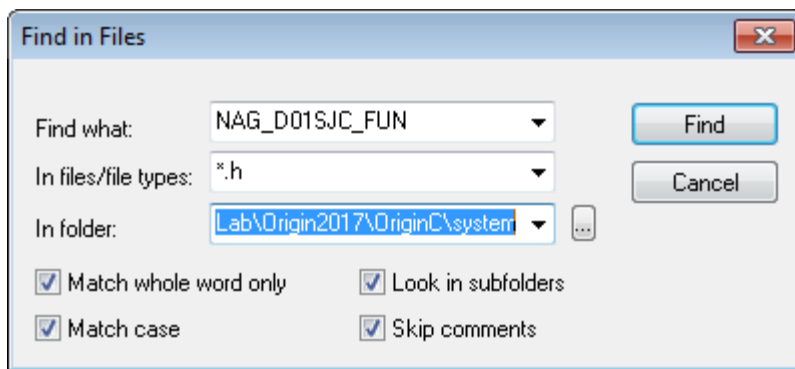 Find in Files
Find what: NAG_D01SJC_FUN Find
In files/file types: *.h Cancel
In folder: Lab\Origin2017\OriginC\system ...
Match whole word only Look in subfolders
Match case Skip comments